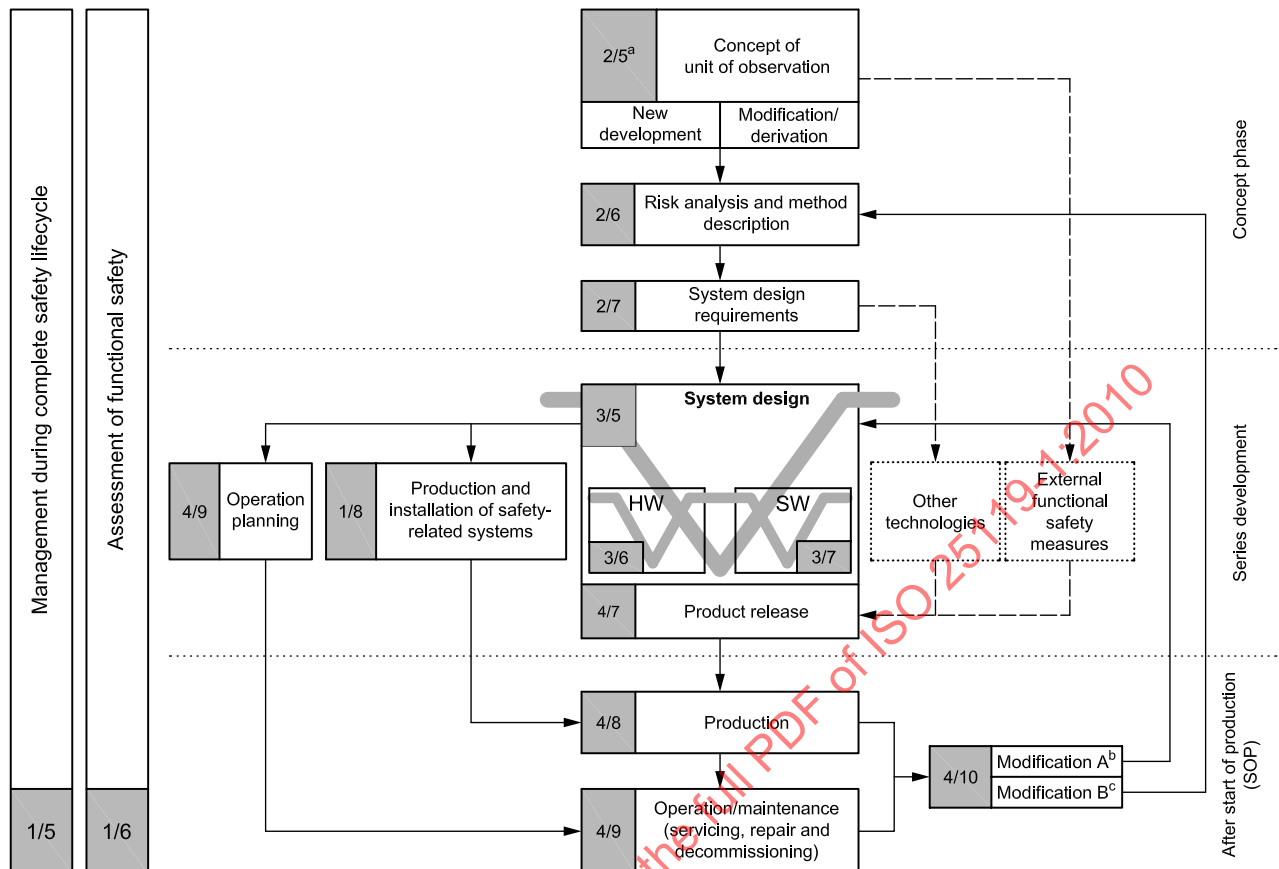 Management during complete safety lifecycle
1/5
Assessment of functional safety
1/6
2/5a
Concept of
unit of observation
New
development
Modification/
derivation
2/6
Risk analysis and method
description
2/7
System design
requirements
Concept phase
3/5
System design
HW
3/6
SW
3/7
4/9
Operation
planning
1/8
Production and
installation of safety-
related systems
Other
technologies
External
functional
safety
measures
4/7
Product release
Series development
4/8
Production
4/9
Operation/maintenance
(servicing, repair and
decommissioning)
4/10
Modification Ab
Modification Bc
After start of production
(SOP)
the full PDF of ISO 25119-1:2010